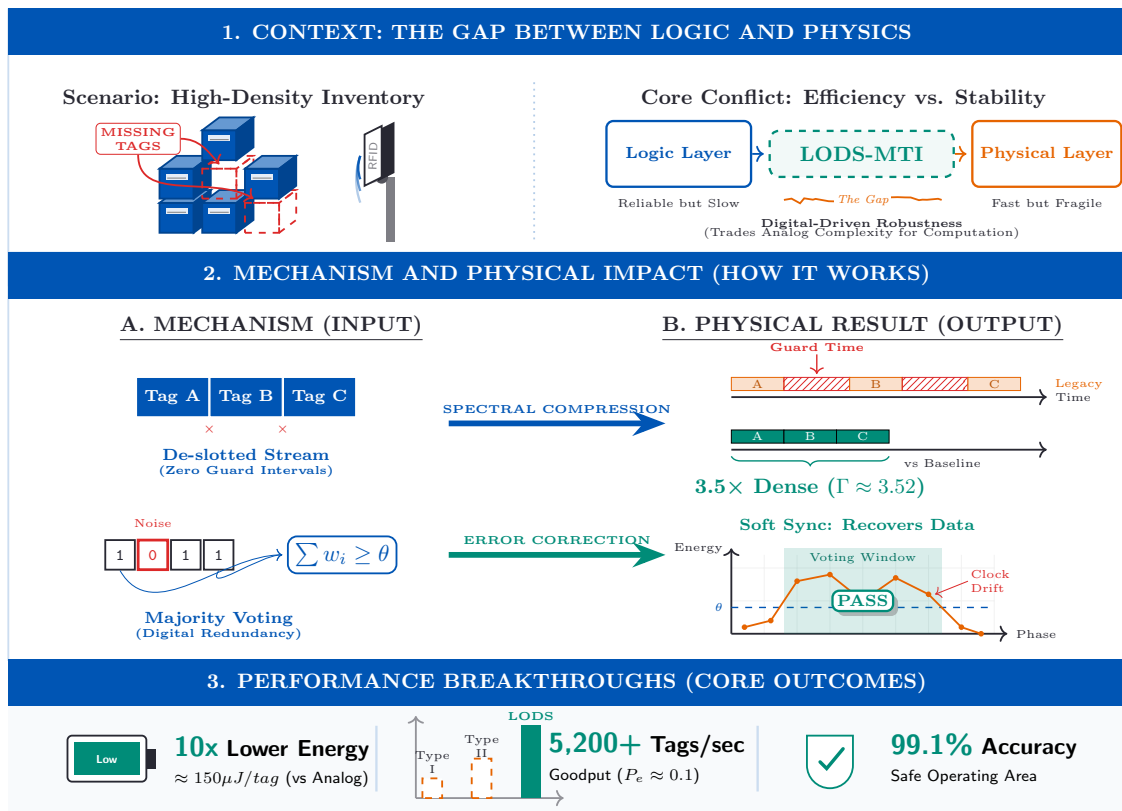 1. CONTEXT: THE GAP BETWEEN LOGIC AND PHYSICS
Scenario: High-Density Inventory
MISSING
TAGS
RFID
Core Conflict: Efficiency vs. Stability
Logic Layer
LODS-MTI
Physical Layer
Reliable but Slow
The Gap
Fast but Fragile
Digital-Driven Robustness
(Trades Analog Complexity for Computation)
2. MECHANISM AND PHYSICAL IMPACT (HOW IT WORKS)
A. MECHANISM (INPUT)
Tag A
Tag B
Tag C
× ×
De-slotted Stream
(Zero Guard Intervals)
Noise
1 0 1 1
∑ w_i ≥ θ
Majority Voting
(Digital Redundancy)
SPECTRAL COMPRESSION
ERROR CORRECTION
B. PHYSICAL RESULT (OUTPUT)
Guard Time
A B C
Legacy
Time
A B C
vs Baseline
3.5× Dense (Γ ≈ 3.52)
Soft Sync: Recovers Data
Energy
Voting Window
Clock
Drift
PASS
θ
Phase
3. PERFORMANCE BREAKTHROUGHS (CORE OUTCOMES)
Low
10x Lower Energy
≈ 150μJ/tag (vs Analog)
Type
I
Type
II
LODS
5,200+ Tags/sec
Goodput (P_e ≈ 0.1)
99.1% Accuracy
Safe Operating Area